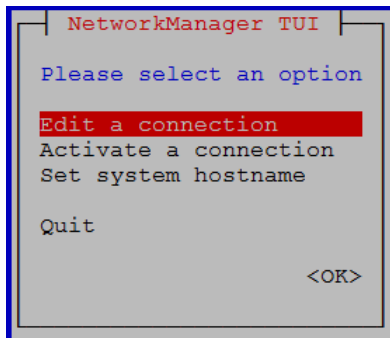 NetworkManager TUI
Please select an option
Edit a connection
Activate a connection
Set system hostname
Quit
<OK>